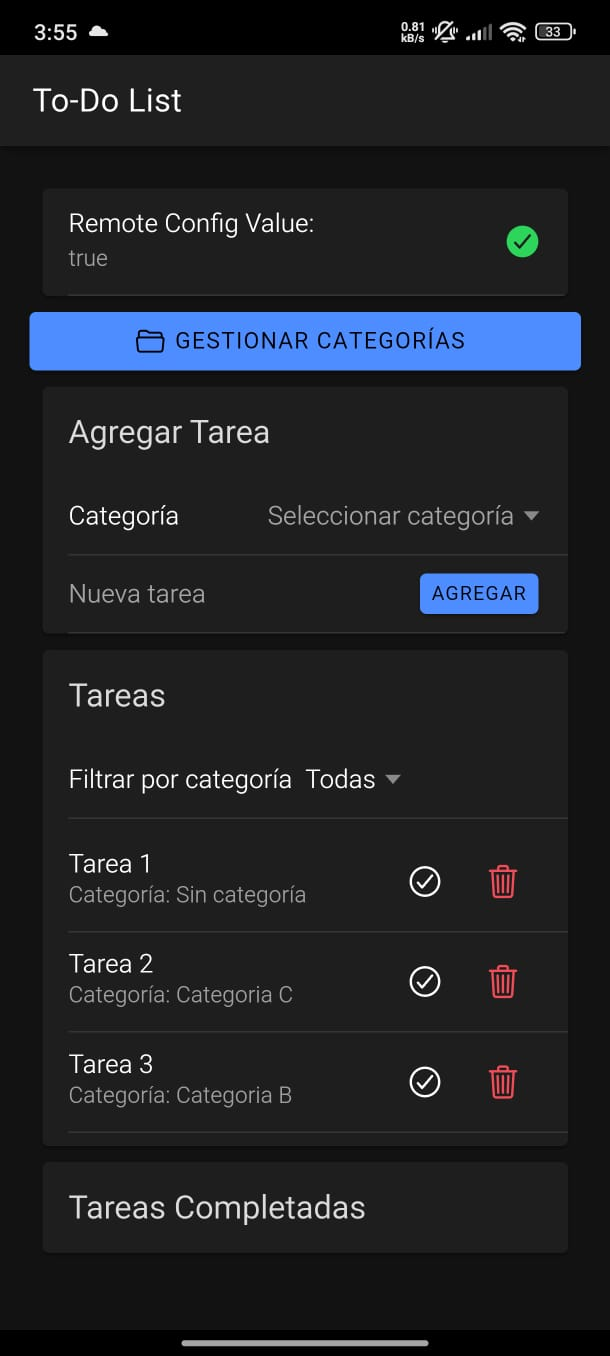 3:55
0.81
kB/s
33
To-Do List
Remote Config Value:
true
GESTIONAR CATEGORÍAS
Agregar Tarea
Categoría Seleccionar categoría
Nueva tarea AGREGAR
Tareas
Filtrar por categoría Todas
Tarea 1
Categoría: Sin categoría
Tarea 2
Categoría: Categoria C
Tarea 3
Categoría: Categoria B
Tareas Completadas